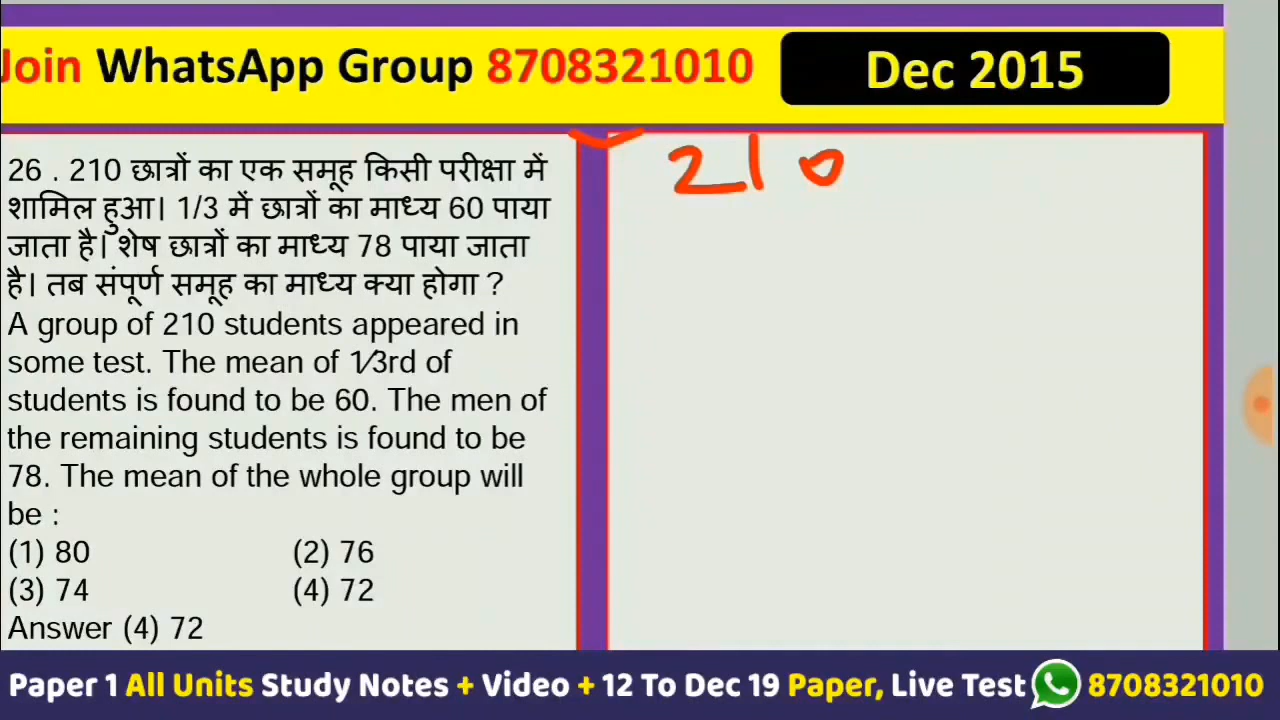 Join WhatsApp Group 8708321010
Dec 2015
210
26 . 210 छात्रों का एक समूह किसी परीक्षा में
शामिल हुआ। 1/3 में छात्रों का माध्य 60 पाया
जाता है। शेष छात्रों का माध्य 78 पाया जाता
है। तब संपूर्ण समूह का माध्य क्या होगा ?
A group of 210 students appeared in
some test. The mean of 1⁄3rd of
students is found to be 60. The men of
the remaining students is found to be
78. The mean of the whole group will
be :
(1) 80 (2) 76
(3) 74 (4) 72
Answer (4) 72
Paper 1 All Units Study Notes + Video + 12 To Dec 19 Paper, Live Test 8708321010